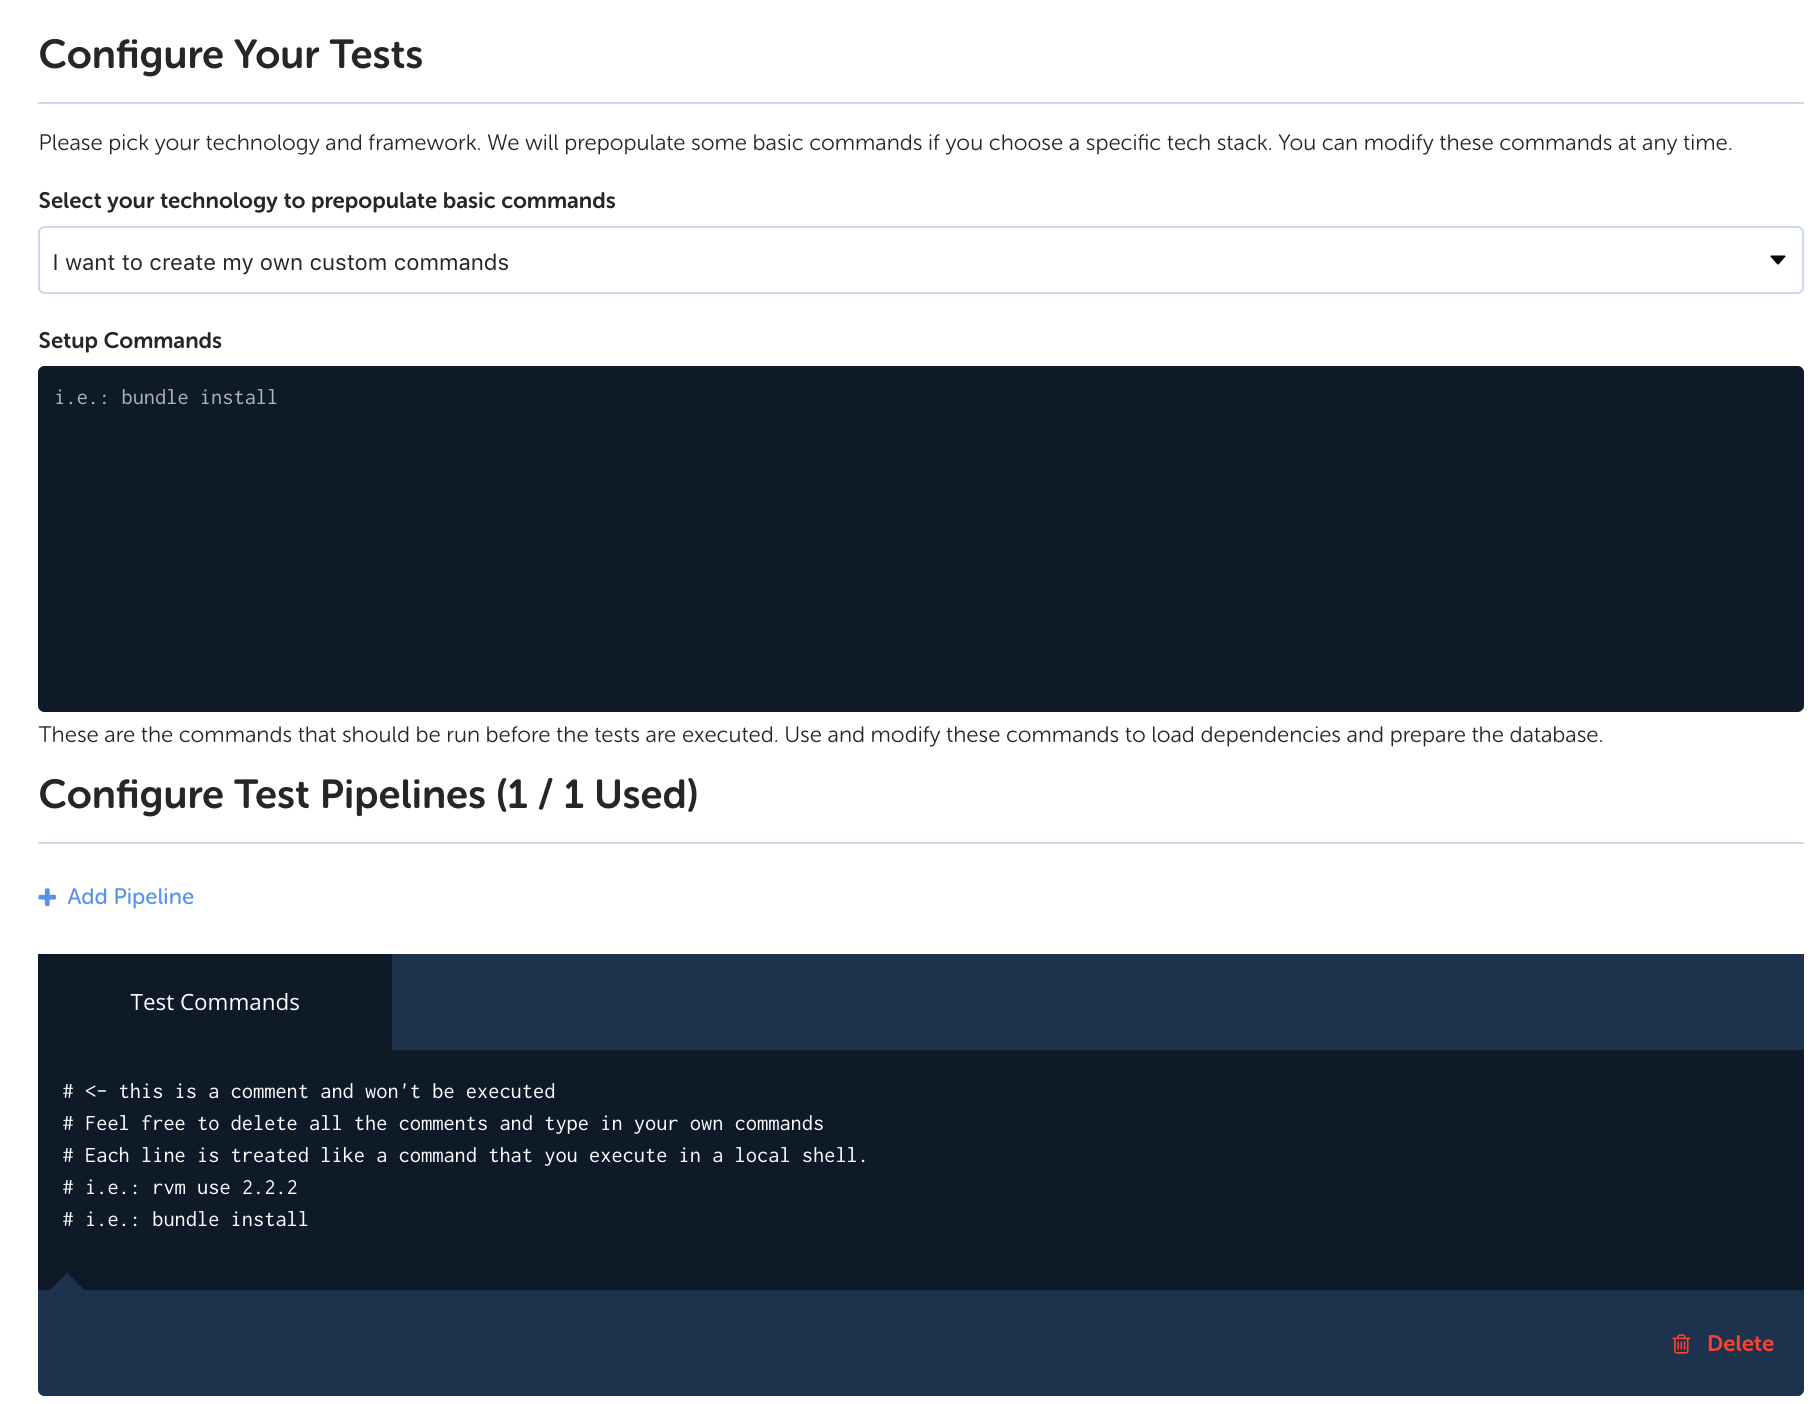 Configure Your Tests
Please pick your technology and framework. We will prepopulate some basic commands if you choose a specific tech stack. You can modify these commands at any time.
Select your technology to prepopulate basic commands
I want to create my own custom commands
Setup Commands
i.e.: bundle install
These are the commands that should be run before the tests are executed. Use and modify these commands to load dependencies and prepare the database.
Configure Test Pipelines (1 / 1 Used)
Add Pipeline
Test Commands
# <- this is a comment and won't be executed
# Feel free to delete all the comments and type in your own commands
# Each line is treated like a command that you execute in a local shell.
# i.e.: rvm use 2.2.2
# i.e.: bundle install
Delete